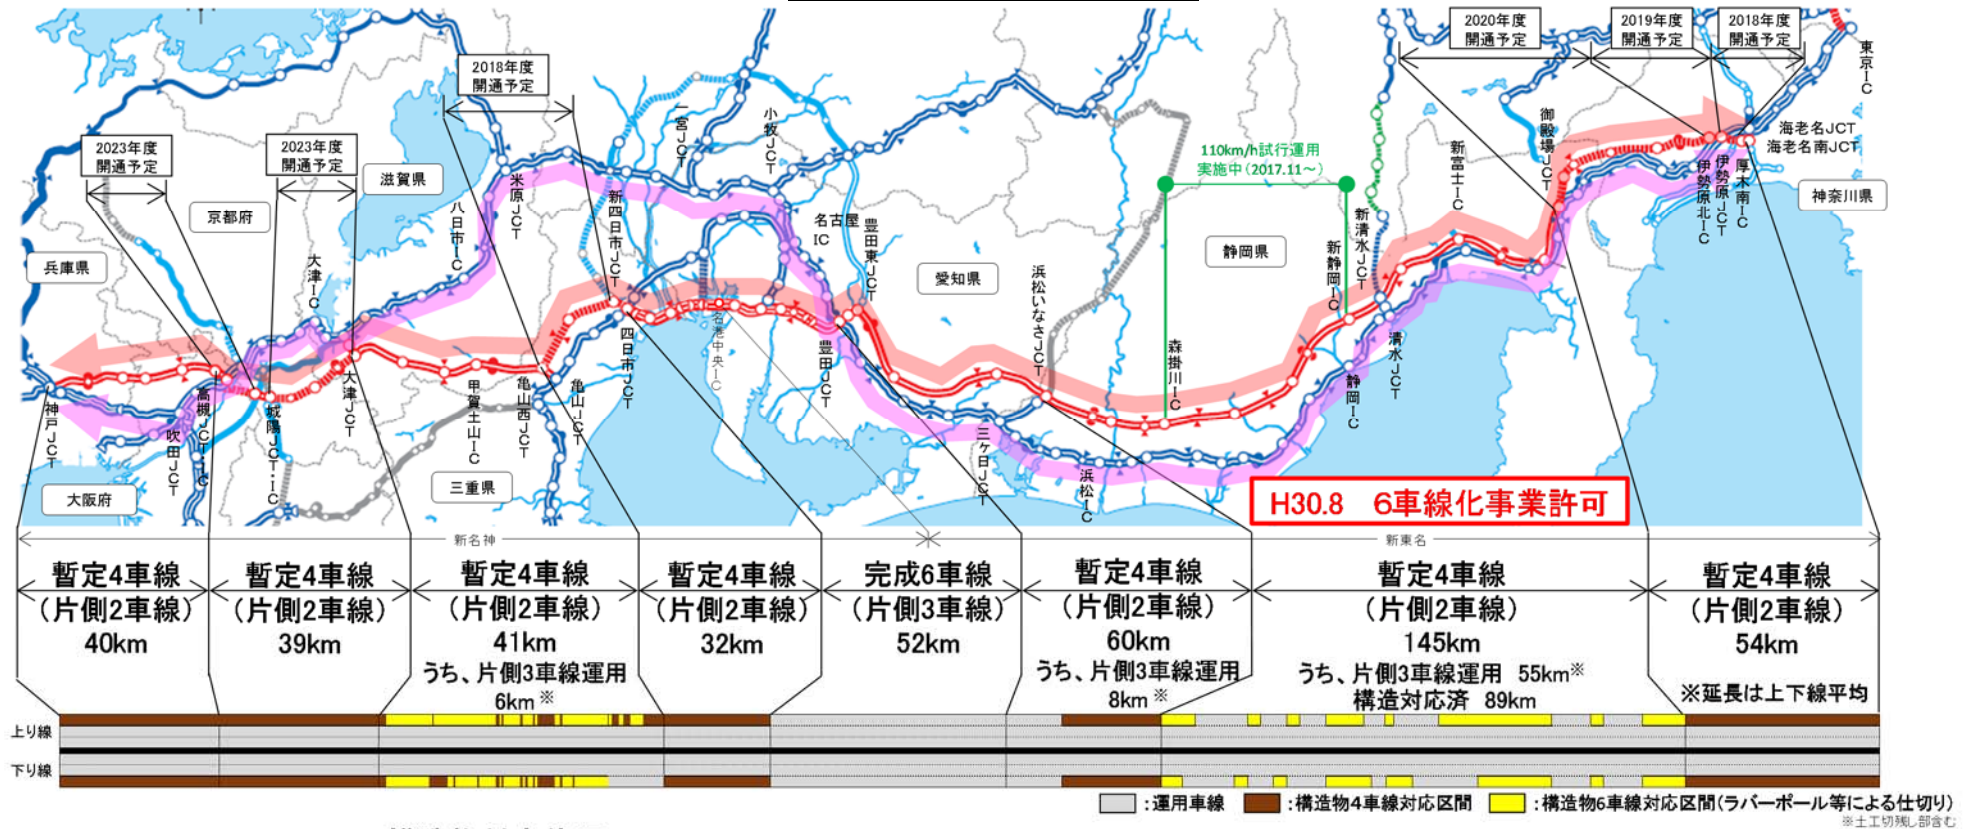 2020年度
開通予定
2019年度
開通予定
2018年度
開通予定
東京IC
2018年度
開通予定
一宮JCT
小牧JCT
2023年度
開通予定
2023年度
開通予定
滋賀県
京都府
兵庫県
大津IC
八日市IC
米原JCT
新四日市JCT
名古屋
IC
豊田東JCT
愛知県
浜松いなさJCT
110km/h試行運用
実施中(2017.11～)
静岡県
新静岡IC
新清水JCT
新富士IC
御殿場JCT
海老名JCT
海老名南JCT
伊勢原北IC
伊勢原JCT
厚木南IC
神奈川県
神戸JCT
吹田JCT
高槻JCT・IC
城陽JCT・IC
大津JCT
甲賀土山IC
亀山西JCT
亀山JCT
四日市JCT
名港中央IC
豊田JCT
三ヶ日JCT
浜松IC
森掛川IC
静岡IC
清水JCT
大阪府
三重県
H30.8 6車線化事業許可
新名神
新東名
暫定4車線
(片側2車線)
40km
暫定4車線
(片側2車線)
39km
暫定4車線
(片側2車線)
41km
うち、片側3車線運用
6km※
暫定4車線
(片側2車線)
32km
完成6車線
(片側3車線)
52km
暫定4車線
(片側2車線)
60km
うち、片側3車線運用
8km※
暫定4車線
(片側2車線)
145km
うち、片側3車線運用 55km※
構造対応済 89km
暫定4車線
(片側2車線)
54km
※延長は上下線平均
上り線
下り線
:運用車線
:構造物4車線対応区間
:構造物6車線対応区間(ラバーポール等による仕切り)
※土工切残し部含む